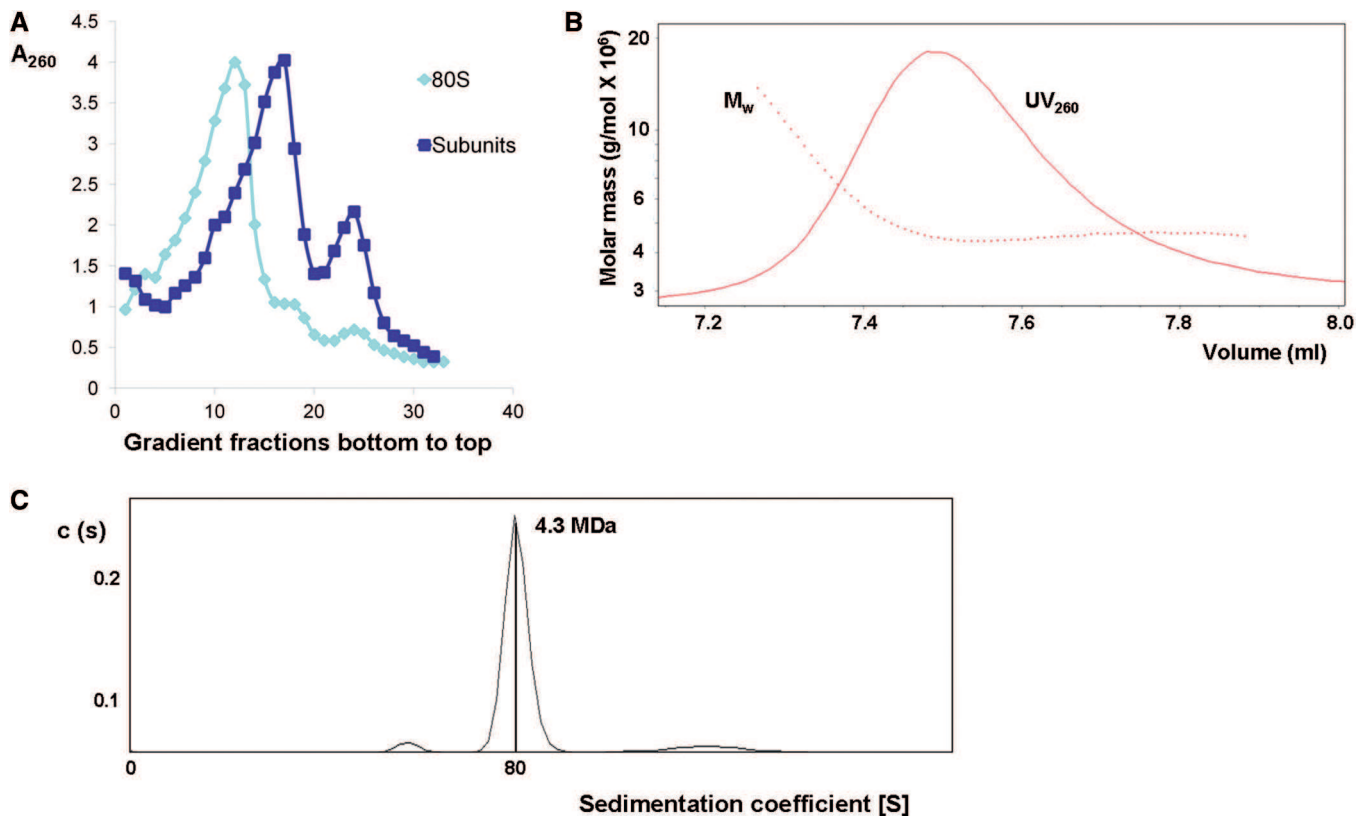 A
A260
4.5
4
3.5
3
2.5
2
1.5
1
0.5
0
0 10 20 30 40
Gradient fractions bottom to top
80S
Subunits
B
Molar mass (g/mol X 10⁶)
20
10
6
4
3
Mw
UV260
7.2 7.4 7.6 7.8 8.0
Volume (ml)
C
c (s)
0.2
0.1
4.3 MDa
0 80
Sedimentation coefficient [S]